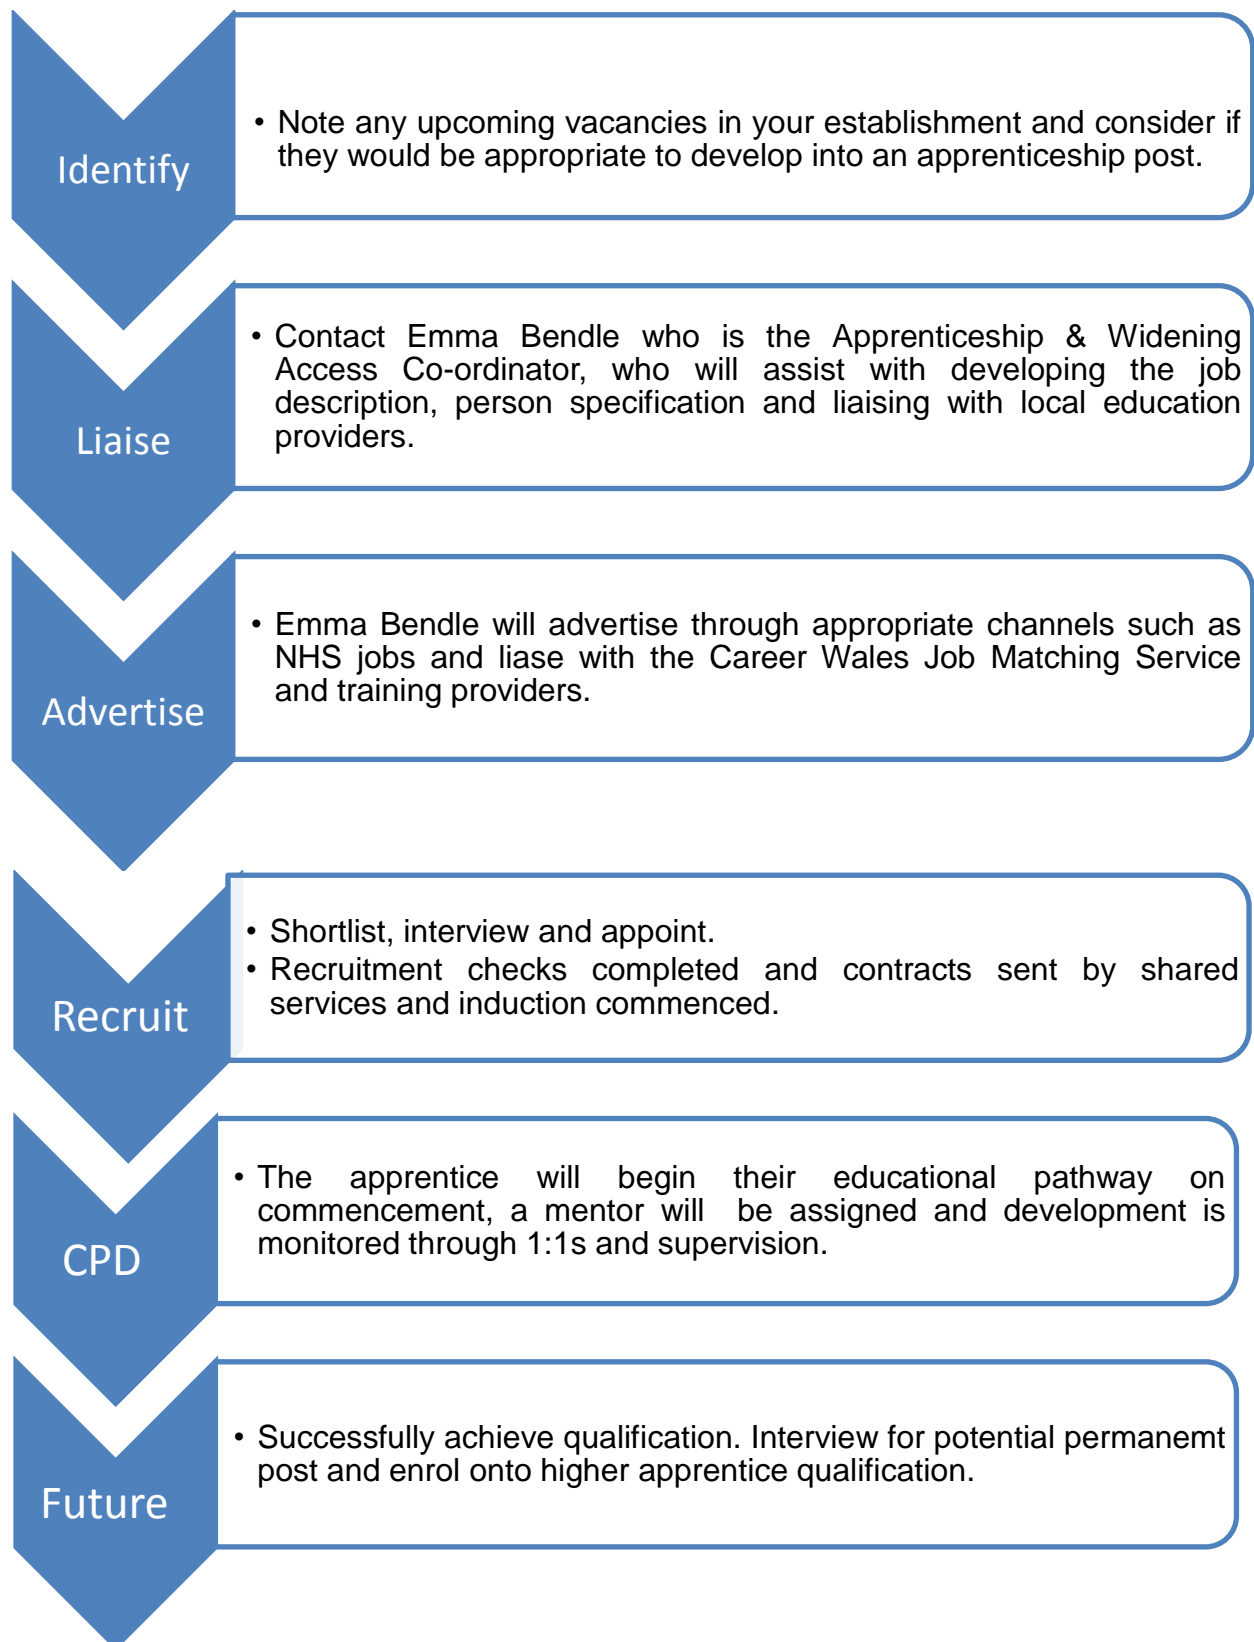 Identify
• Note any upcoming vacancies in your establishment and consider if
they would be appropriate to develop into an apprenticeship post.
Liaise
• Contact Emma Bendle who is the Apprenticeship & Widening
Access Co-ordinator, who will assist with developing the job
description, person specification and liaising with local education
providers.
Advertise
• Emma Bendle will advertise through appropriate channels such as
NHS jobs and liase with the Career Wales Job Matching Service
and training providers.
Recruit
• Shortlist, interview and appoint.
• Recruitment checks completed and contracts sent by shared
services and induction commenced.
CPD
• The apprentice will begin their educational pathway on
commencement, a mentor will be assigned and development is
monitored through 1:1s and supervision.
Future
• Successfully achieve qualification. Interview for potential permanemt
post and enrol onto higher apprentice qualification.